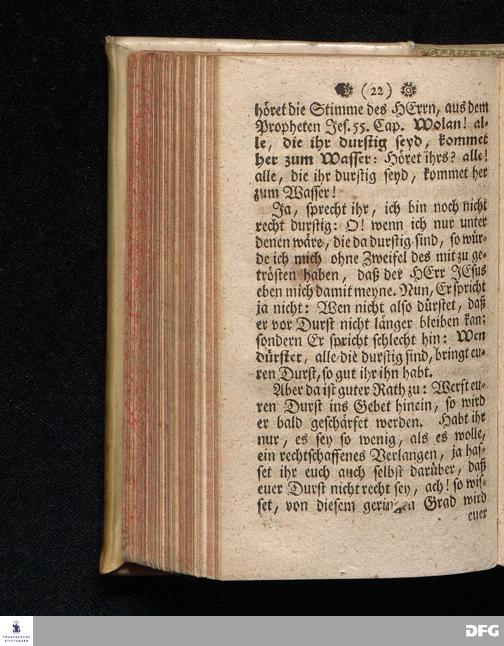 (22)
höret die Stimme des HErrn, aus dem
Propheten Jes. 55. Cap. Wolan! al-
le, die ihr durstig seyd, kommet
her zum Wasser: Höret ihrs? alle!
alle, die ihr durstig seyd, kommet her
zum Wasser!
Ja, sprecht ihr, ich bin noch nicht
recht durstig: O! wenn ich nur unter
denen wäre, die da durstig sind, so wür-
de ich mich ohne Zweifel des mit zu ge-
trösten haben, daß der HErr JEsus
eben mich damit meyne. Nun, Er spricht
ja nicht: Wen nicht also dürstet, daß
er vor Durst nicht länger bleiben kan;
sondern Er spricht schlecht hin: Wen
dürstet, alle die durstig sind, bringt eu-
ren Durst, so gut ihr ihn habt.
Aber da ist guter Rath zu: Werft eu-
ren Durst ins Gebet hinein, so wird
er bald geschärfet werden. Habt ihr
nur, es sey so wenig, als es wolle,
ein rechtschaffenes Verlangen, ja has-
set ihr euch auch selbst darüber, daß
euer Durst nicht recht sey, ach! so wis-
set, von diesem geringen Grad wird
euer
FRANCKESCHE
STIFTUNGEN
DFG